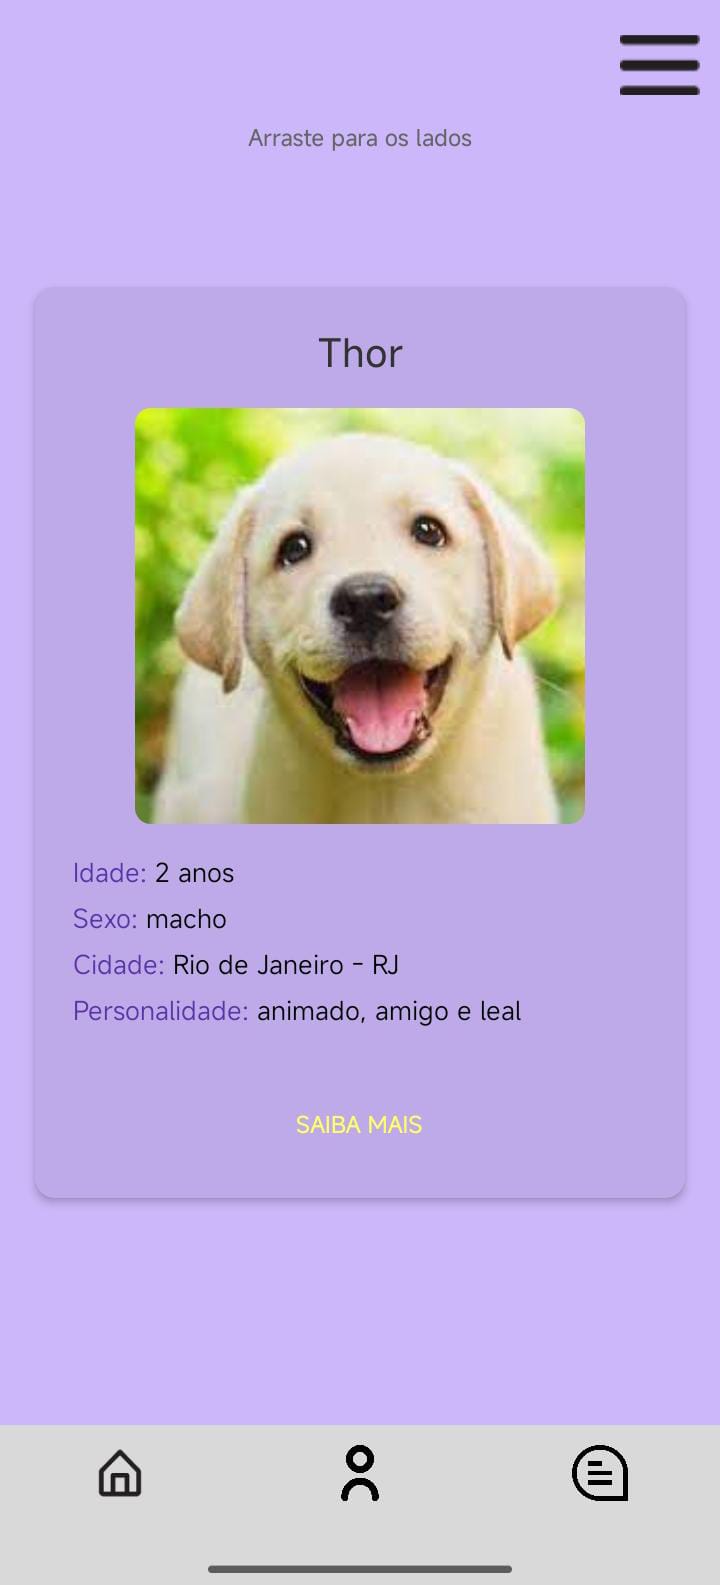 Arraste para os lados
Thor
Idade: 2 anos
Sexo: macho
Cidade: Rio de Janeiro - RJ
Personalidade: animado, amigo e leal
SAIBA MAIS